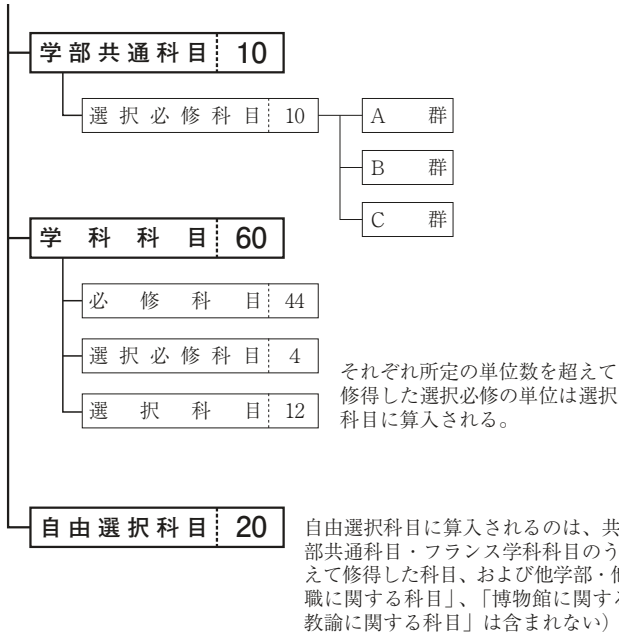 学部共通科目 10
選択必修科目 10
A 群
B 群
C 群
学科科目 60
必修科目 44
選択必修科目 4
選択科目 12
それぞれ所定の単位数を超えて
修得した選択必修の単位は選択
科目に算入される。
自由選択科目 20
自由選択科目に算入されるのは、共
部共通科目・フランス学科科目のう
えて修得した科目、および他学部・
職に関する科目」、「博物館に関す
教諭に関する科目」は含まれない）